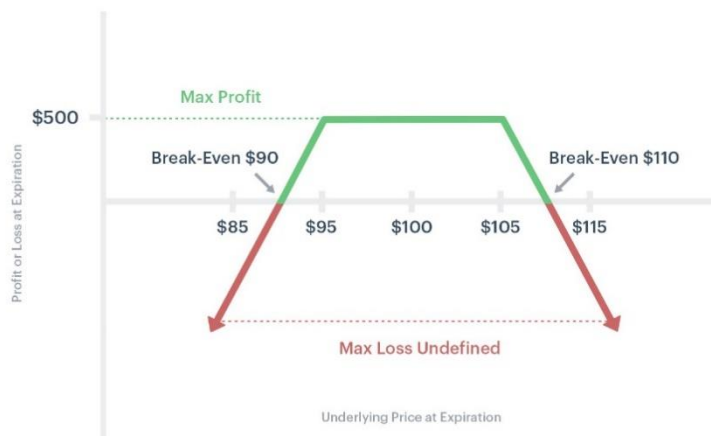 Max Profit
$500
Break-Even $90
Break-Even $110
$85
$95
$100
$105
$115
Profit or Loss at Expiration
Max Loss Undefined
Underlying Price at Expiration